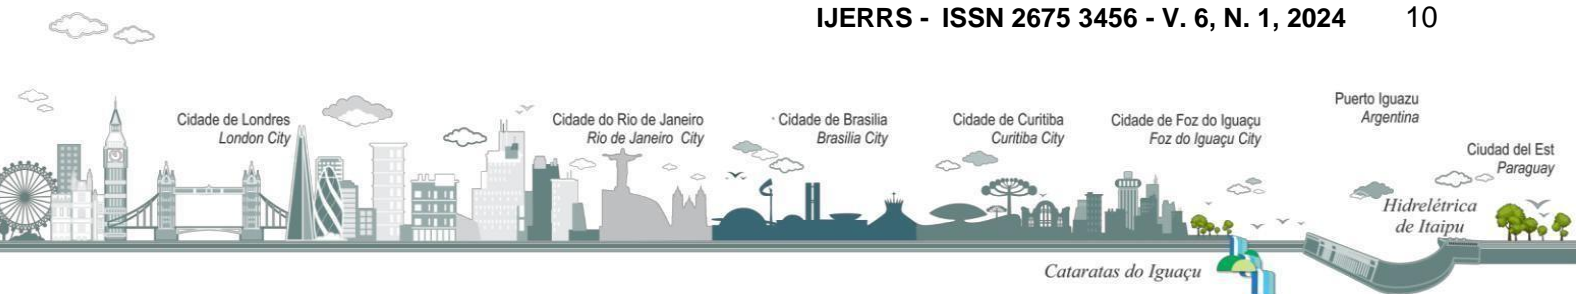 IJERRS - ISSN 2675 3456 - V. 6, N. 1, 2024 10
Cidade de Londres
London City
Cidade do Rio de Janeiro
Rio de Janeiro City
Cidade de Brasilia
Brasilia City
Cidade de Curitiba
Curitiba City
Cidade de Foz do Iguaçu
Foz do Iguaçu City
Puerto Iguazu
Argentina
Ciudad del Est
Paraguay
Hidrelétrica
de Itaipu
Cataratas do Iguaçu